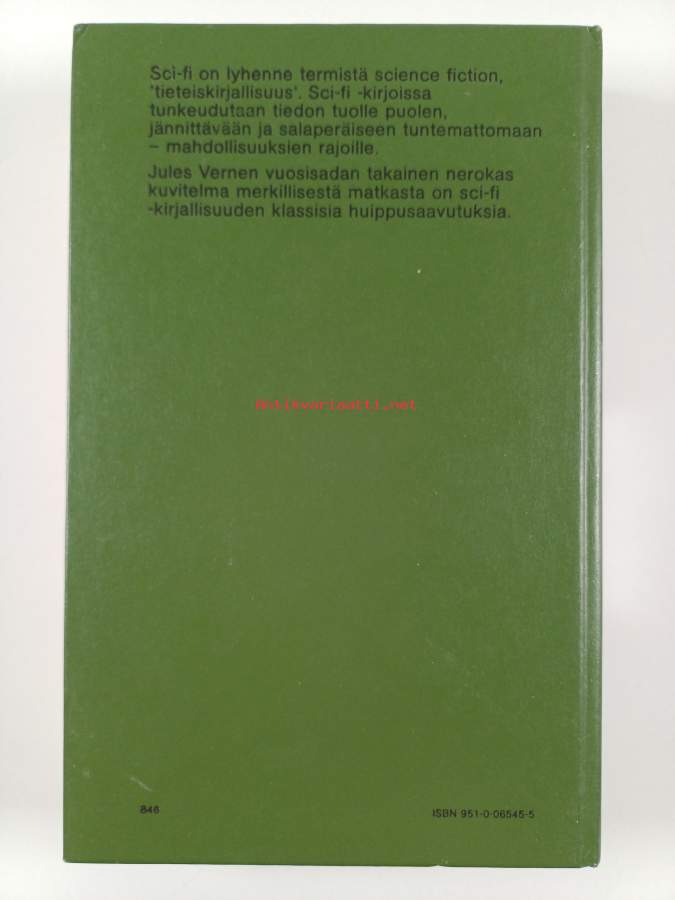 Sci-fi on lyhenne termistä science fiction,
'tieteiskirjallisuus'. Sci-fi -kirjoissa
tunkeudutaan tiedon tuolle puolen,
jännittävään ja salaperäiseen tuntemattomaan
– mahdollisuuksien rajoille.
Jules Vernen vuosisadan takainen nerokas
kuvitelma merkillisestä matkasta on sci-fi
-kirjallisuuden klassisia huippusaavutuksia.
Antikvariaatti.net
846
ISBN 951-0-06545-5